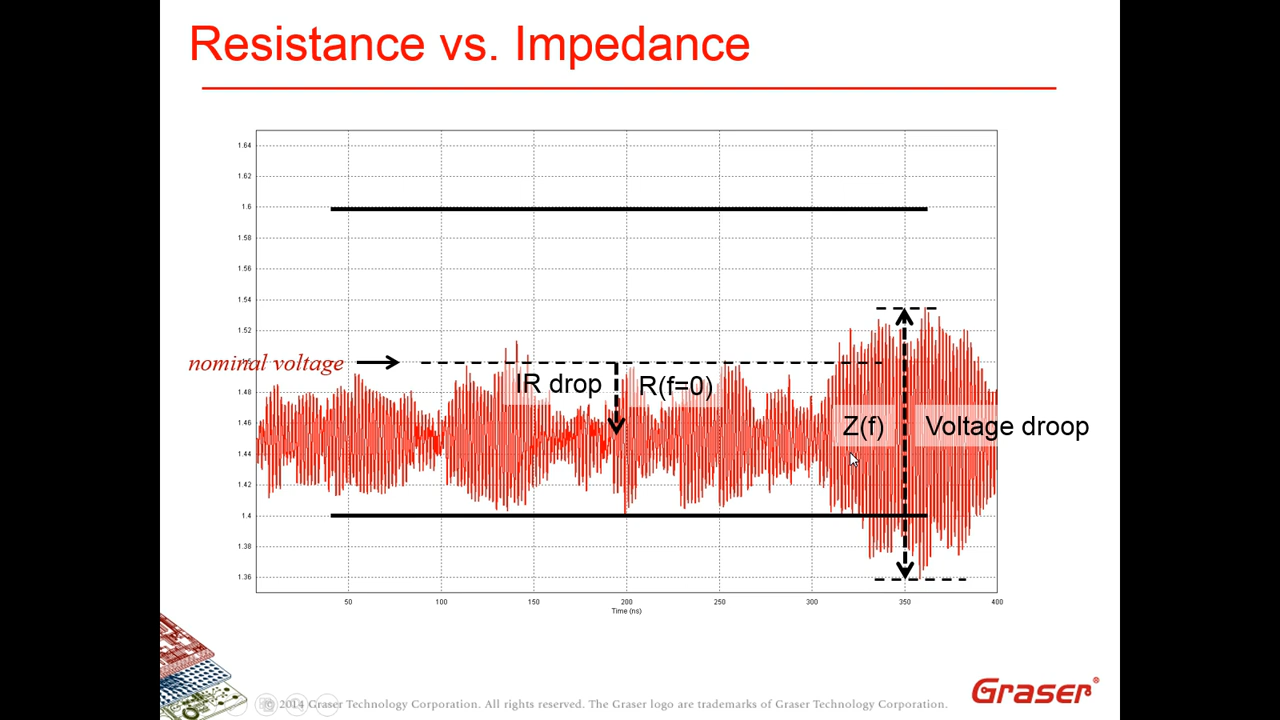 Resistance vs. Impedance
1.64
1.62
1.6
1.58
1.56
1.54
1.52
nominal voltage
IR drop
R(f=0)
1.48
1.46
Z(f)
Voltage droop
1.44
1.42
1.4
1.38
1.36
50 100 150 200 250 300 350 400
Time (ns)
© 2014 Graser Technology Corporation. All rights reserved. The Graser logo are trademarks of Graser Technology Corporation.
Graser®